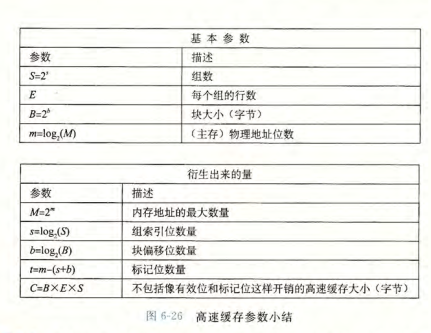 基本参数
参数 描述
S=2^s 组数
E 每个组的行数
B=2^b 块大小（字节）
m=log₂(M) （主存）物理地址位数
衍生出来的量
参数 描述
M=2^m 内存地址的最大数量
s=log₂(S) 组索引位数量
b=log₂(B) 块偏移位数量
t=m-(s+b) 标记位数量
C=B×E×S 不包括像有效位和标记位这样开销的高速缓存大小（字节）
图 6-26 高速缓存参数小结